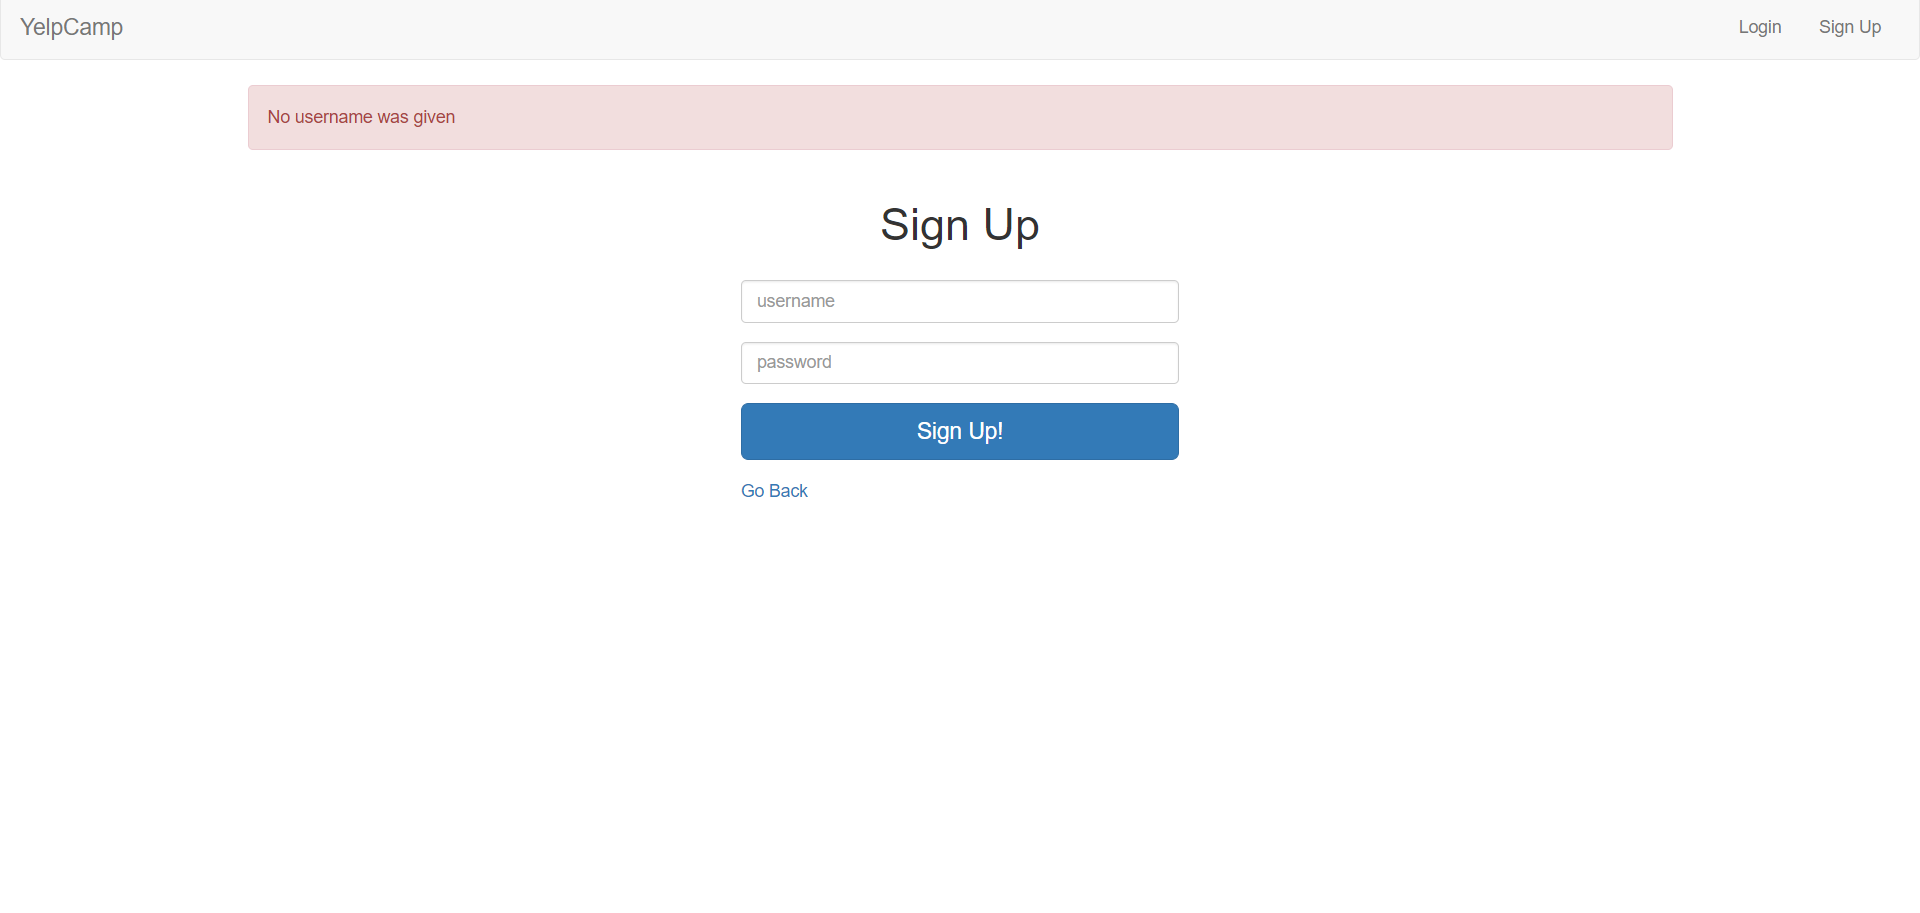 YelpCamp Login Sign Up
No username was given
Sign Up
username
password
Sign Up!
Go Back